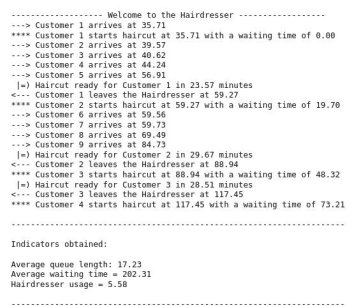 ------------------- Welcome to the Hairdresser ------------------
---> Customer 1 arrives at 35.71
**** Customer 1 starts haircut at 35.71 with a waiting time of 0.00
---> Customer 2 arrives at 39.57
---> Customer 3 arrives at 40.62
---> Customer 4 arrives at 44.24
---> Customer 5 arrives at 56.91
|=) Haircut ready for Customer 1 in 23.57 minutes
<--- Customer 1 leaves the Hairdresser at 59.27
**** Customer 2 starts haircut at 59.27 with a waiting time of 19.70
---> Customer 6 arrives at 59.56
---> Customer 7 arrives at 59.73
---> Customer 8 arrives at 69.49
---> Customer 9 arrives at 84.73
|=) Haircut ready for Customer 2 in 29.67 minutes
<--- Customer 2 leaves the Hairdresser at 88.94
**** Customer 3 starts haircut at 88.94 with a waiting time of 48.32
|=) Haircut ready for Customer 3 in 28.51 minutes
<--- Customer 3 leaves the Hairdresser at 117.45
**** Customer 4 starts haircut at 117.45 with a waiting time of 73.21
---------------------------------------------------------------------
Indicators obtained:
Average queue length: 17.23
Average waiting time = 202.31
Hairdresser usage = 5.58
---------------------------------------------------------------------